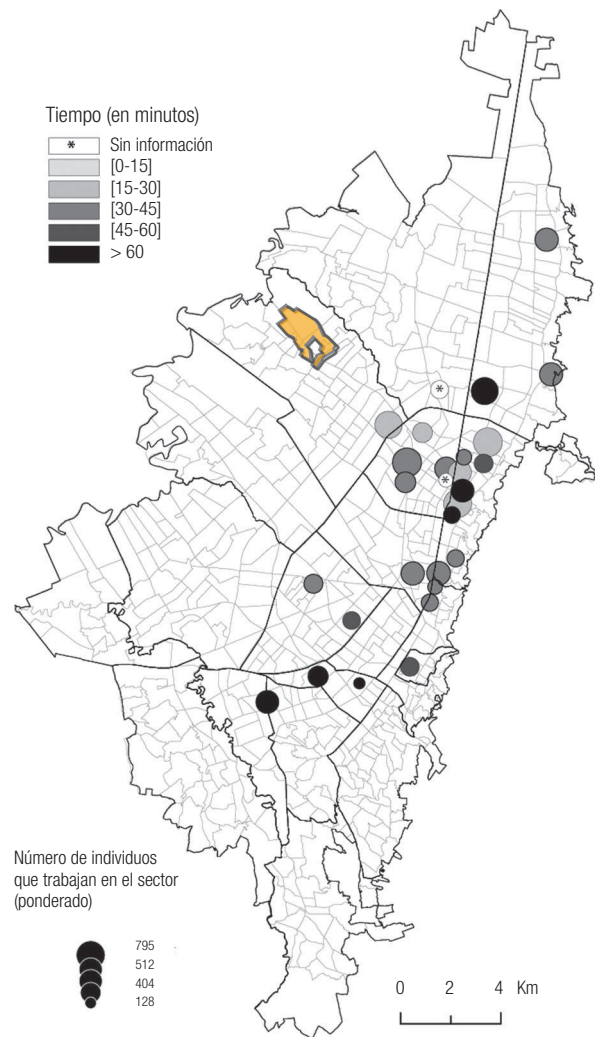 Tiempo (en minutos)
* Sin información
[0-15]
[15-30]
[30-45]
[45-60]
> 60
*
*
Número de individuos
que trabajan en el sector
(ponderado)
795
512
404
128
0 2 4 Km